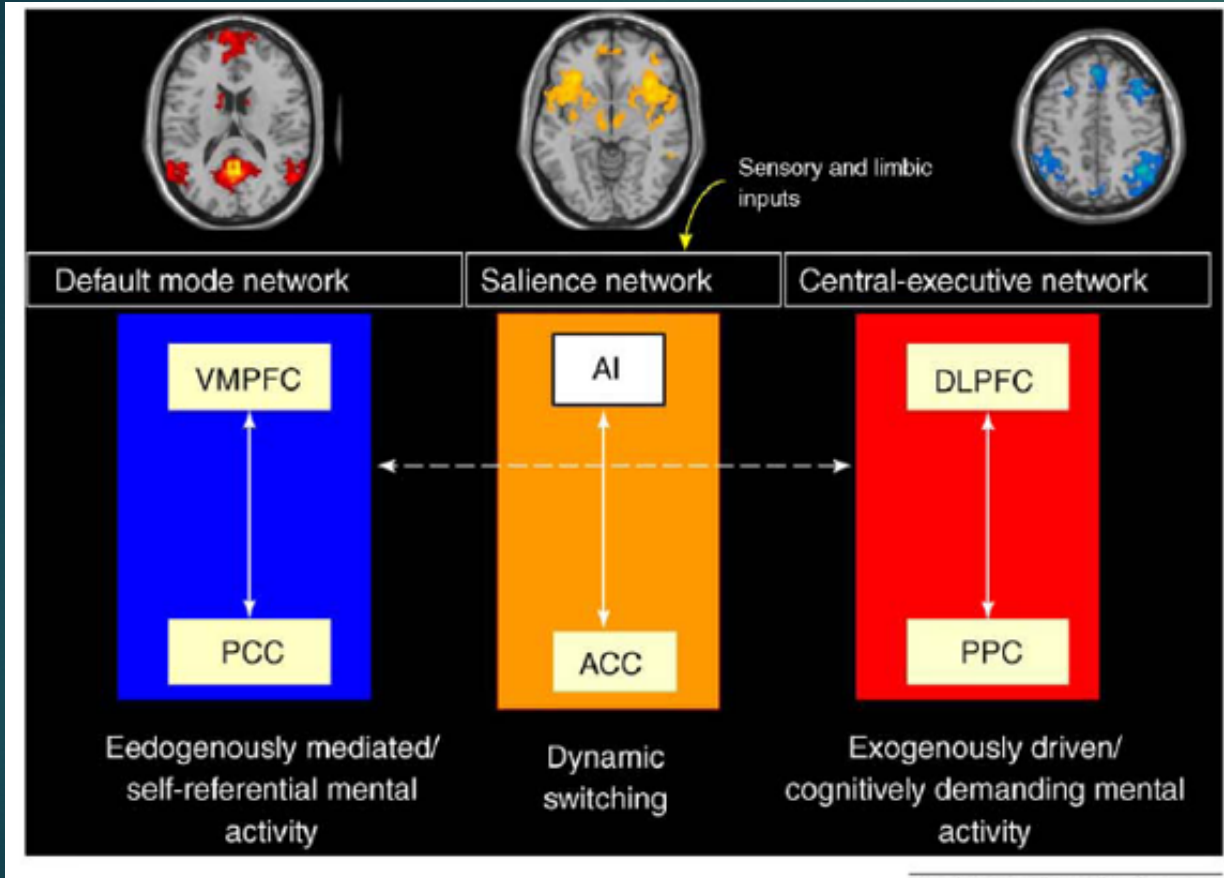 Sensory and limbic
inputs
Default mode network
Salience network
Central-executive network
VMPFC
AI
DLPFC
PCC
ACC
PPC
Eedogenously mediated/
self-referential mental
activity
Dynamic
switching
Exogenously driven/
cognitively demanding mental
activity